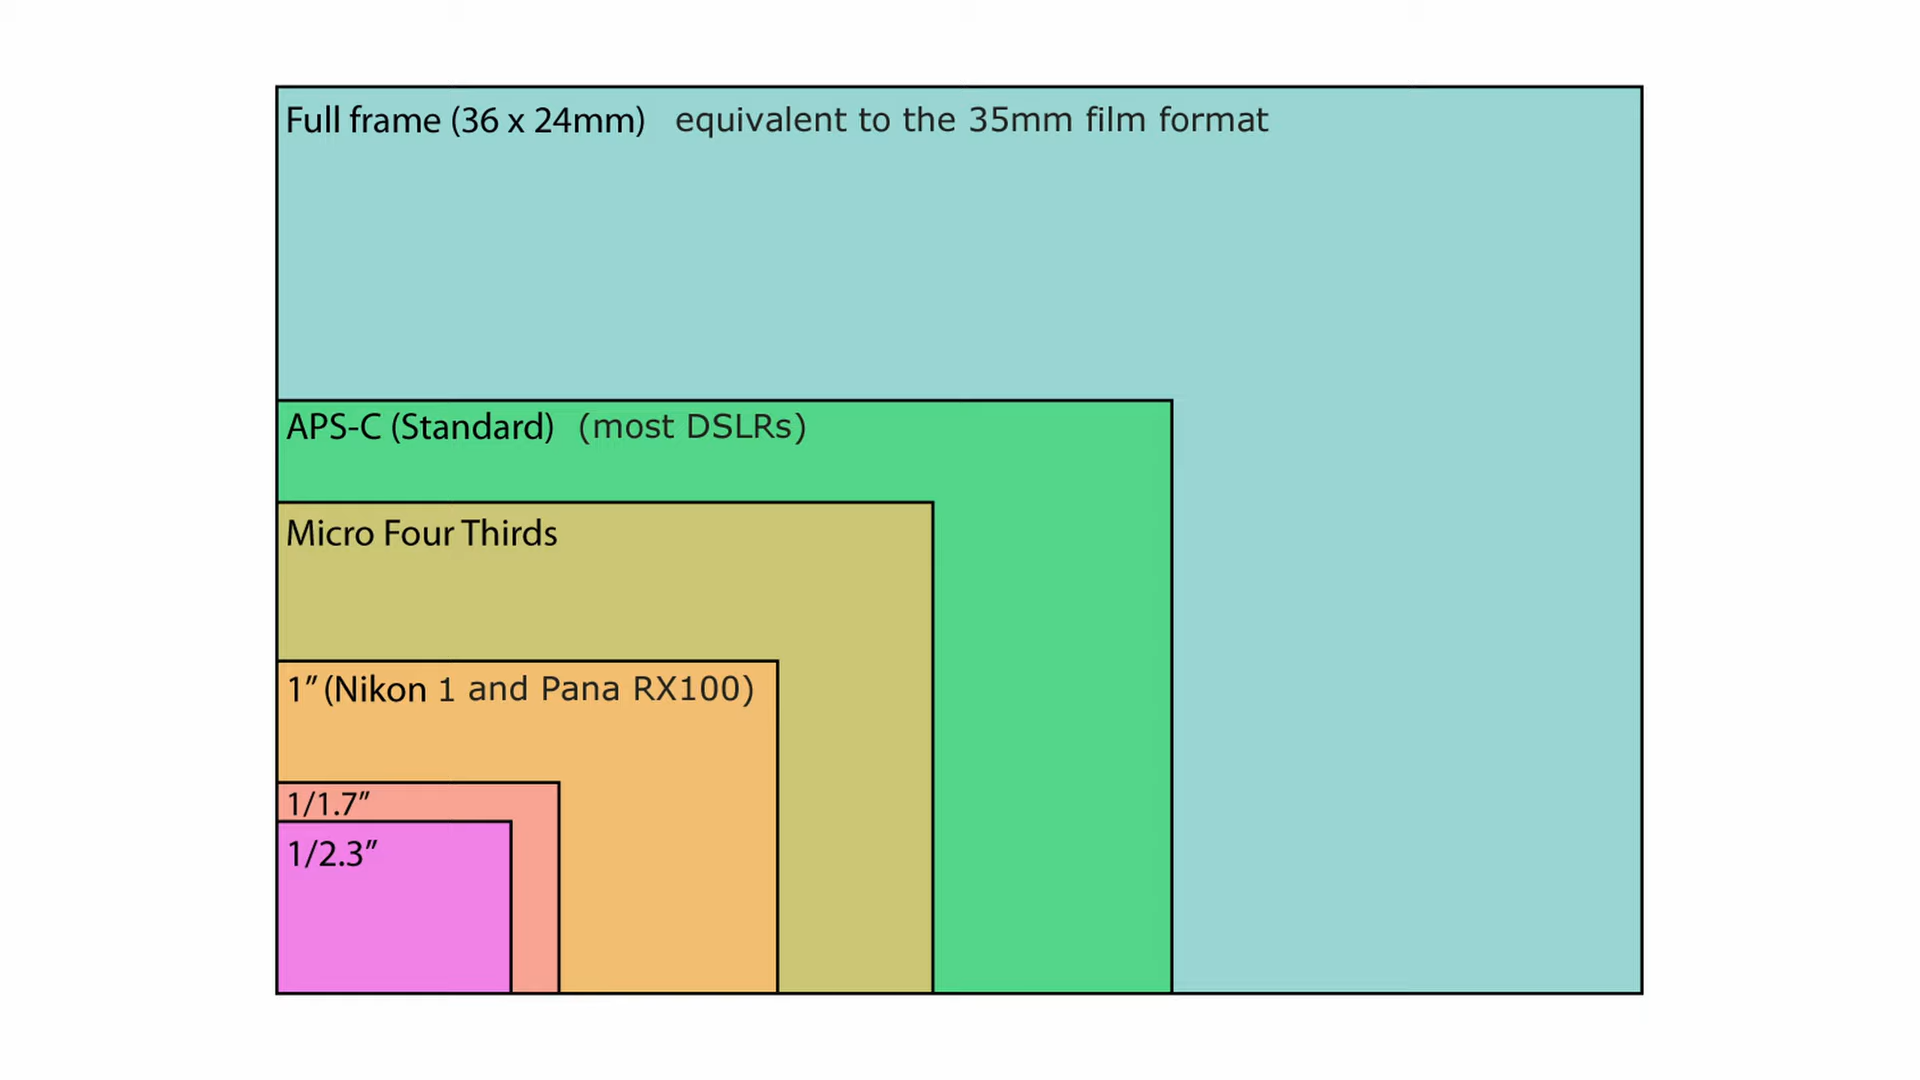 Full frame (36 x 24mm) equivalent to the 35mm film format
APS-C (Standard) (most DSLRs)
Micro Four Thirds
1” (Nikon 1 and Pana RX100)
1/1.7”
1/2.3”